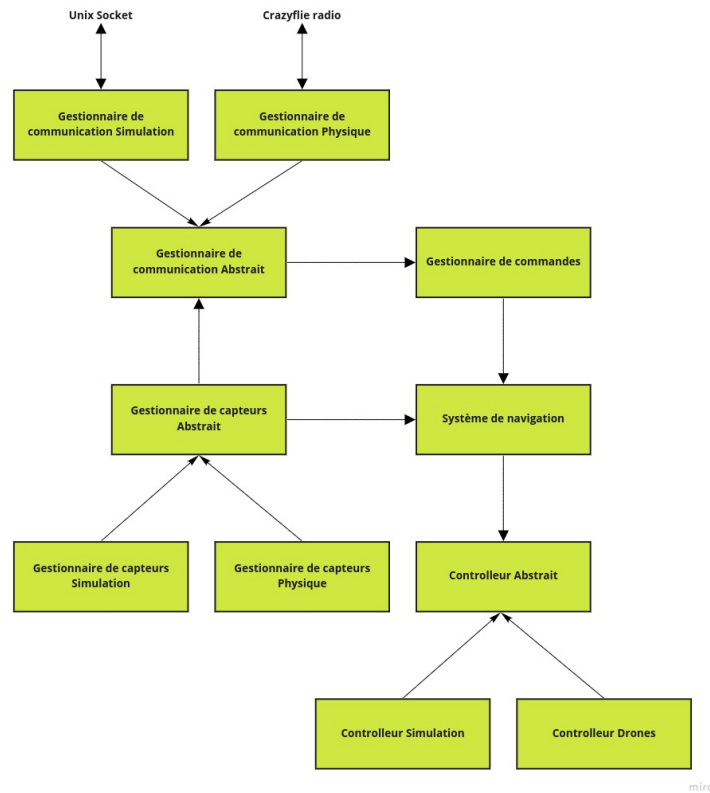 Unix Socket
Crazyflie radio
Gestionnaire de
communication Simulation
Gestionnaire de
communication Physique
Gestionnaire de
communication Abstrait
Gestionnaire de commandes
Gestionnaire de capteurs
Abstrait
Système de navigation
Gestionnaire de capteurs
Simulation
Gestionnaire de capteurs
Physique
Controlleur Abstrait
Controlleur Simulation
Controlleur Drones